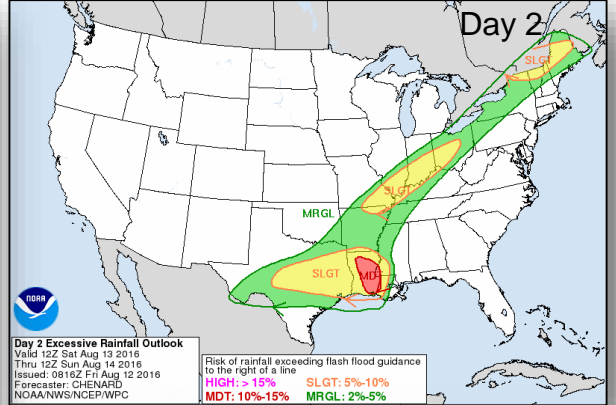 Day 2
SLGT
SLGT
MRGL
SLGT
MDT
NOAA
Day 2 Excessive Rainfall Outlook
Valid 12Z Sat Aug 13 2016
Thru 12Z Sun Aug 14 2016
Issued: 0816Z Fri Aug 12 2016
Forecaster: CHENARD
NOAA/NWS/NCEP/WPC
Risk of rainfall exceeding flash flood guidance
to the right of a line
HIGH: > 15% SLGT: 5%-10%
MDT: 10%-15% MRGL: 2%-5%